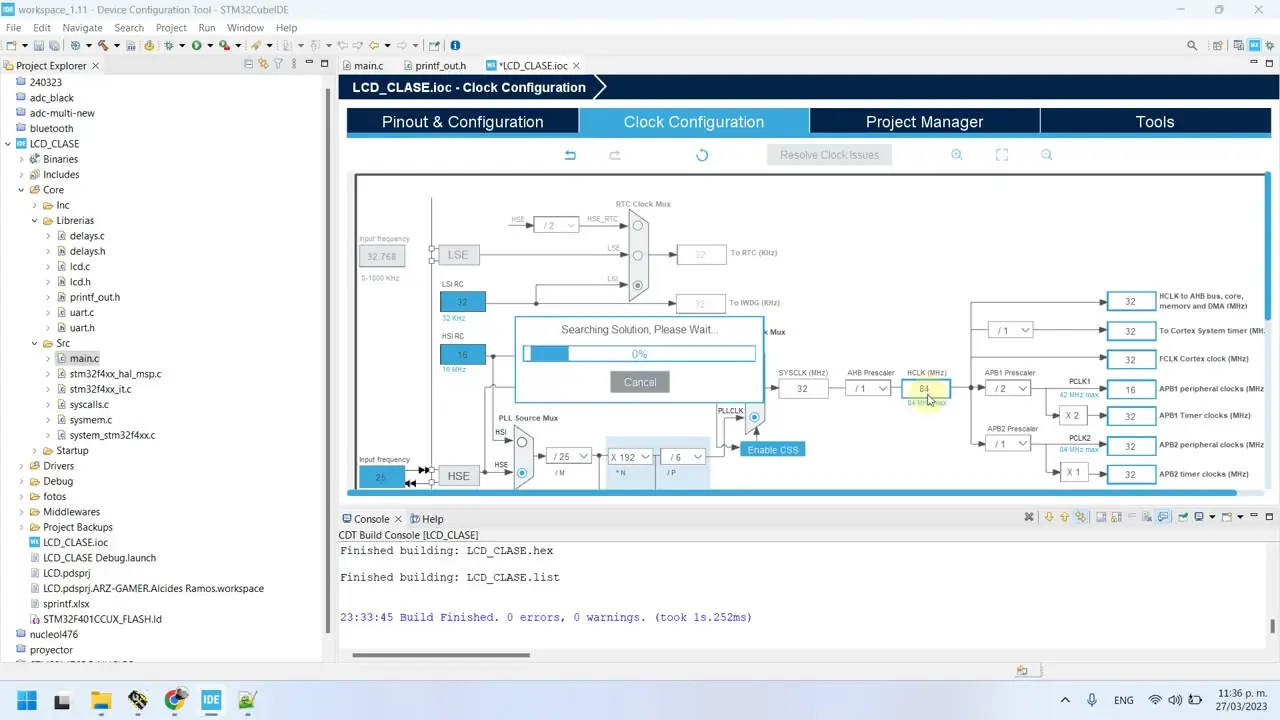 workspace_1.11 - Device Configuration Tool - STM32CubeIDE
File Edit Navigate Search Project Run Window Help
Project Explorer
main.c
printf_out.h
*LCD_CLASE.ioc
240323
adc_black
adc-multi-new
bluetooth
LCD_CLASE
Binaries
Includes
Core
Inc
Librerias
delays.c
delays.h
lcd.c
lcd.h
printf_out.h
uart.c
uart.h
Src
main.c
stm32f4xx_hal_msp.c
stm32f4xx_it.c
syscalls.c
sysmem.c
system_stm32f4xx.c
Startup
Drivers
Debug
fotos
Middlewares
Project Backups
LCD_CLASE.ioc
LCD_CLASE Debug.launch
LCD.pdsprj
LCD.pdsprj.ARZ-GAMER.Alcides Ramos.workspace
sprintf.xlsx
STM32F401CCUX_FLASH.ld
nucleol476
proyector
LCD_CLASE.ioc - Clock Configuration
Pinout & Configuration
Clock Configuration
Project Manager
Tools
Resolve Clock Issues
RTC Clock Mux
HSE
/ 2
HSE_RTC
Input frequency
32.768
0-1000 KHz
LSE
LSE
32
To RTC (KHz)
LSI RC
32
32 KHz
LSI
32
To IWDG (KHz)
HSI RC
16
16 MHz
Searching Solution, Please Wait...
0%
Cancel
k Mux
SYSCLK (MHz)
32
AHB Prescaler
/ 1
HCLK (MHz)
84
84 MHz max
32
HCLK to AHB bus, core,
memory and DMA (MHz)
/ 1
32
To Cortex System timer (MH
32
FCLK Cortex clock (MHz)
APB1 Prescaler
/ 2
PCLK1
42 MHz max
16
APB1 peripheral clocks (MHz
X 2
32
APB1 Timer clocks (MHz)
APB2 Prescaler
/ 1
PCLK2
84 MHz max
32
APB2 peripheral clocks (MHz
X 1
32
APB2 timer clocks (MHz)
PLLCLK
Enable CSS
PLL Source Mux
HSI
HSE
/ 25
/ M
X 192
* N
/ 6
/ P
Input frequency
25
HSE
Console
Help
CDT Build Console [LCD_CLASE]
Finished building: LCD_CLASE.hex
Finished building: LCD_CLASE.list
23:33:45 Build Finished. 0 errors, 0 warnings. (took 1s.252ms)
ENG
11:36 p. m.
27/03/2023